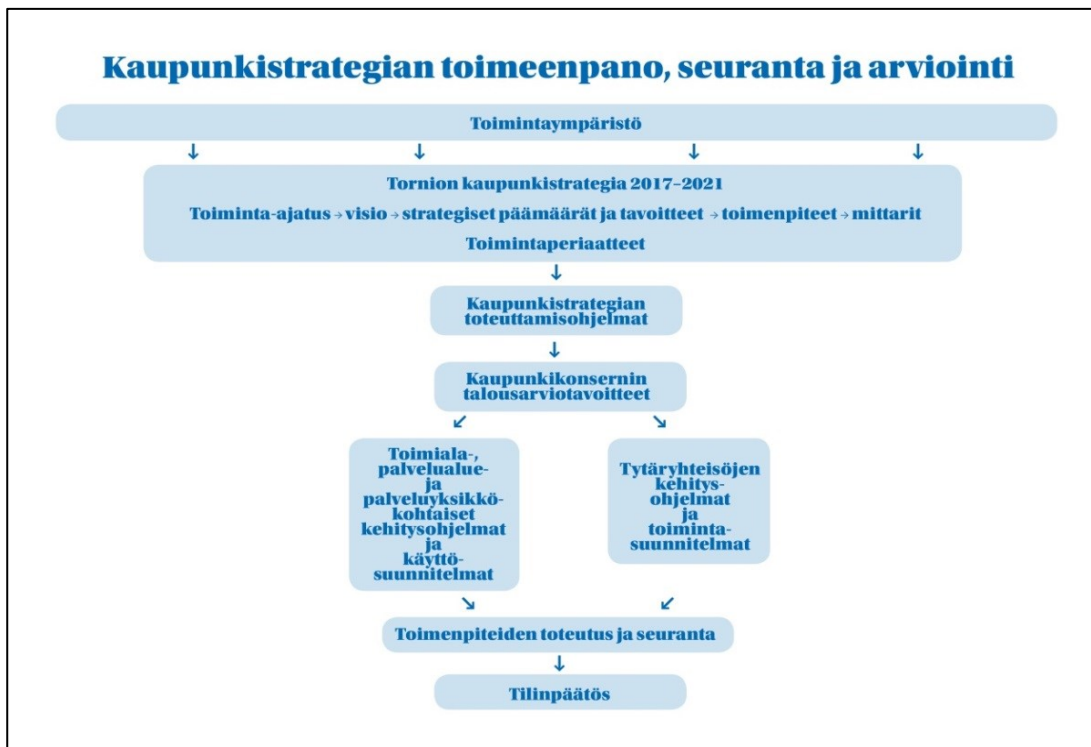 Kaupunkistrategian toimeenpano, seuranta ja arviointi
Toimintaympäristö
↓ ↓ ↓ ↓
Tornion kaupunkistrategia 2017–2021
Toiminta-ajatus → visio → strategiset päämäärät ja tavoitteet → toimenpiteet → mittarit
Toimintaperiaatteet
↓
Kaupunkistrategian
toteuttamisohjelmat
↓
Kaupunkikonsernin
talousarviotavoitteet
↙ ↘
Toimiala-,
palvelualue-
ja
palveluyksikkö-
kohtaiset
kehitysohjelmat
ja
käyttö-
suunnitelmat
Tytäryhteisöjen
kehitys-
ohjelmat
ja
toiminta-
suunnitelmat
↘ ↙
Toimenpiteiden toteutus ja seuranta
↓
Tilinpäätös